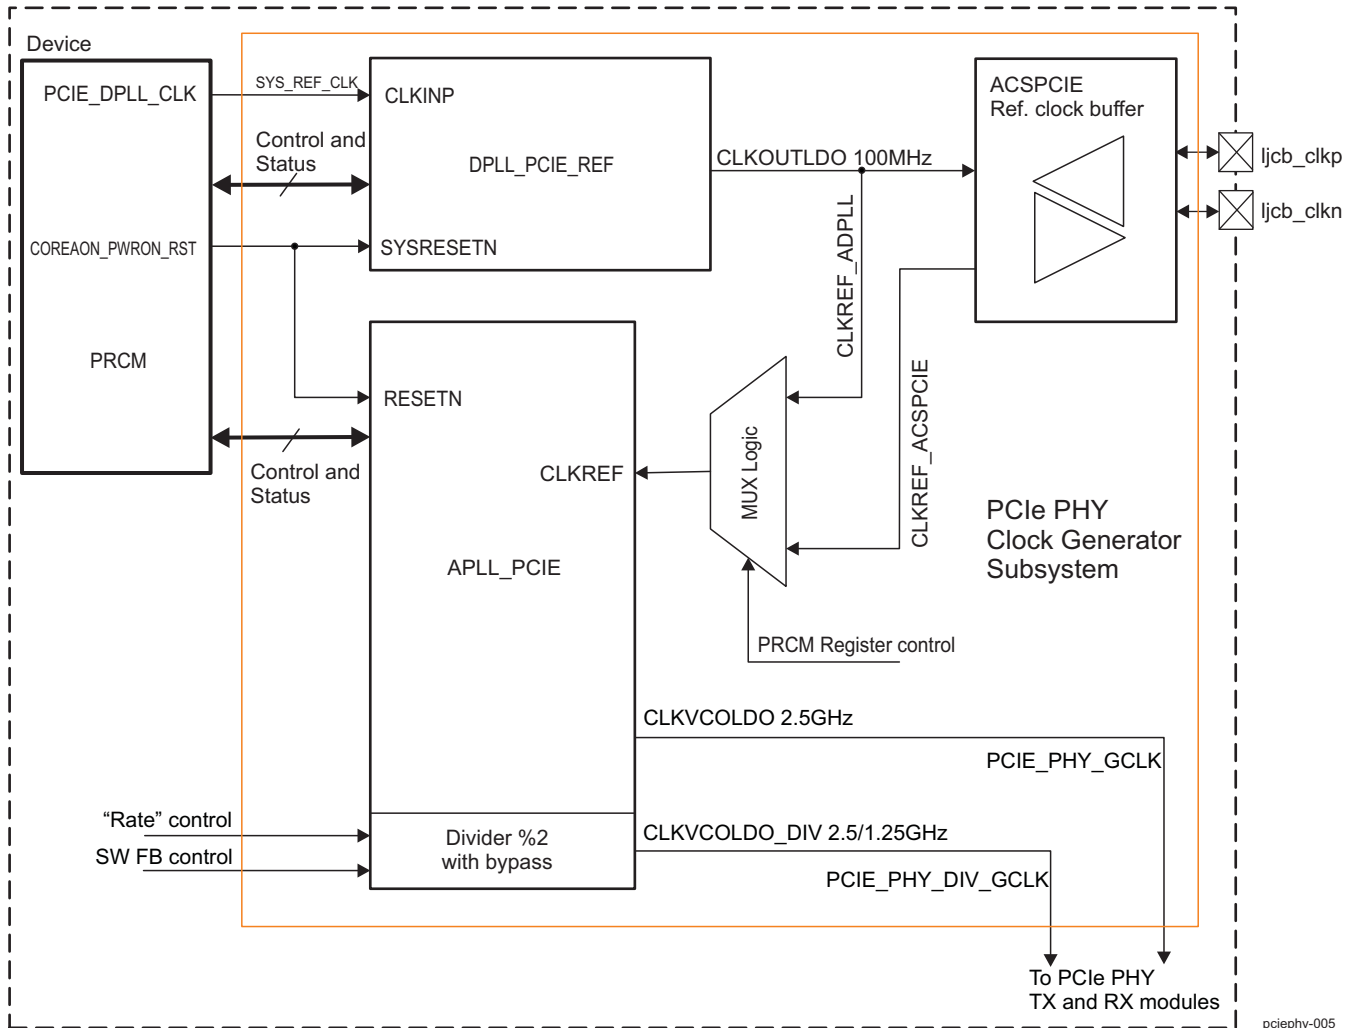 Device
PCIE_DPLL_CLK
SYS_REF_CLK
CLKINP
Control and
Status
DPLL_PCIE_REF
CLKOUTLDO 100MHz
ACSPCIE
Ref. clock buffer
ljcb_clkp
ljcb_clkn
COREAON_PWRON_RST
SYSRESETN
CLKREF_ADPLL
PRCM
RESETN
Control and
Status
CLKREF
MUX Logic
CLKREF_ACSPCIE
PCIe PHY
Clock Generator
Subsystem
APLL_PCIE
PRCM Register control
CLKVCOLDO 2.5GHz
PCIE_PHY_GCLK
“Rate” control
SW FB control
Divider %2
with bypass
CLKVCOLDO_DIV 2.5/1.25GHz
PCIE_PHY_DIV_GCLK
To PCIe PHY
TX and RX modules
pciephy-005